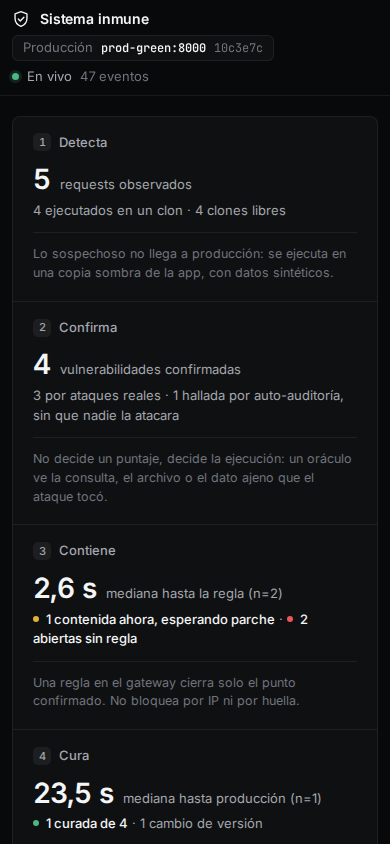 Sistema inmune
Producción prod-green:8000 10c3e7c
En vivo 47 eventos
1 Detecta
5 requests observados
4 ejecutados en un clon · 4 clones libres
Lo sospechoso no llega a producción: se ejecuta en
una copia sombra de la app, con datos sintéticos.
2 Confirma
4 vulnerabilidades confirmadas
3 por ataques reales · 1 hallada por auto-auditoría,
sin que nadie la atacara
No decide un puntaje, decide la ejecución: un oráculo
ve la consulta, el archivo o el dato ajeno que el
ataque tocó.
3 Contiene
2,6 s mediana hasta la regla (n=2)
1 contenida ahora, esperando parche · 2
abiertas sin regla
Una regla en el gateway cierra solo el punto
confirmado. No bloquea por IP ni por huella.
4 Cura
23,5 s mediana hasta producción (n=1)
1 curada de 4 · 1 cambio de versión